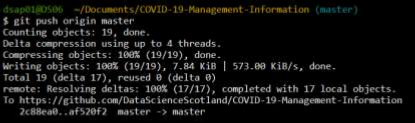 dsap01@D506 ~/Documents/COVID-19-Management-Information (master)
$ git push origin master
Counting objects: 19, done.
Delta compression using up to 4 threads.
Compressing objects: 100% (19/19), done.
Writing objects: 100% (19/19), 7.84 KiB | 573.00 KiB/s, done.
Total 19 (delta 17), reused 0 (delta 0)
remote: Resolving deltas: 100% (17/17), completed with 17 local objects.
To https://github.com/DataScienceScotland/COVID-19-Management-Information
2c88ea0..af520f2 master -> master